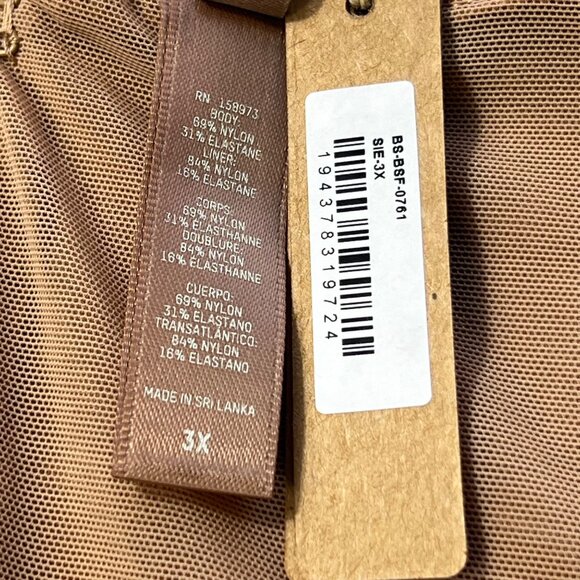 RN 158973
BODY:
69% NYLON
31% ELASTANE
LINER:
84% NYLON
16% ELASTANE
CORPS:
69% NYLON
31% ELASTHANNE
DOUBLURE:
84% NYLON
16% ELASTHANNE
CUERPO:
69% NYLON
31% ELASTANO
TRANSATLÁNTICO:
84% NYLON
16% ELASTANO
MADE IN SRI LANKA
3X
BS-BSF-0761
SIE-3X
194378319724